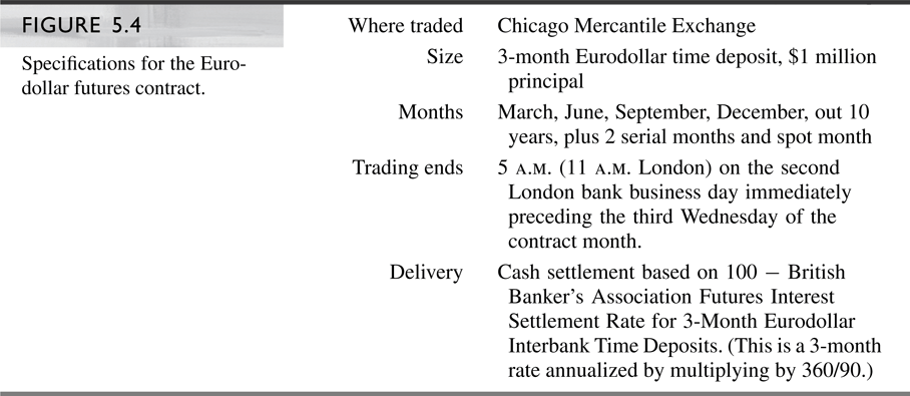 FIGURE 5.4
Specifications for the Euro-
dollar futures contract.
Where traded Chicago Mercantile Exchange
Size 3-month Eurodollar time deposit, $1 million
principal
Months March, June, September, December, out 10
years, plus 2 serial months and spot month
Trading ends 5 A.M. (11 A.M. London) on the second
London bank business day immediately
preceding the third Wednesday of the
contract month.
Delivery Cash settlement based on 100 − British
Banker’s Association Futures Interest
Settlement Rate for 3-Month Eurodollar
Interbank Time Deposits. (This is a 3-month
rate annualized by multiplying by 360/90.)